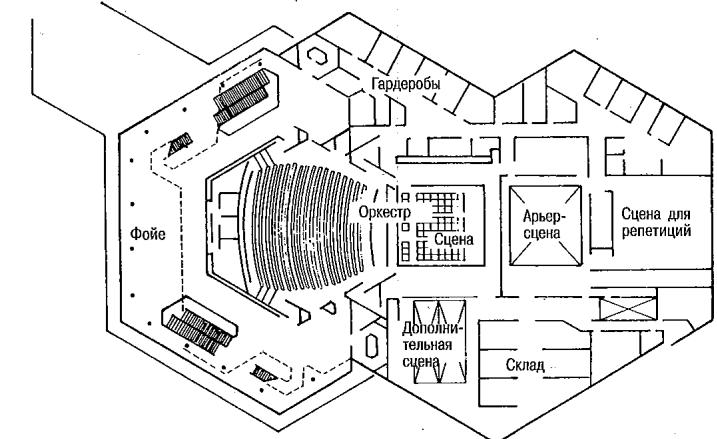 Гардеробы
Оркестр
Сцена
Арьер-
сцена
Сцена для
репетиций
Фойе
Дополни-
тельная
сцена
Склад